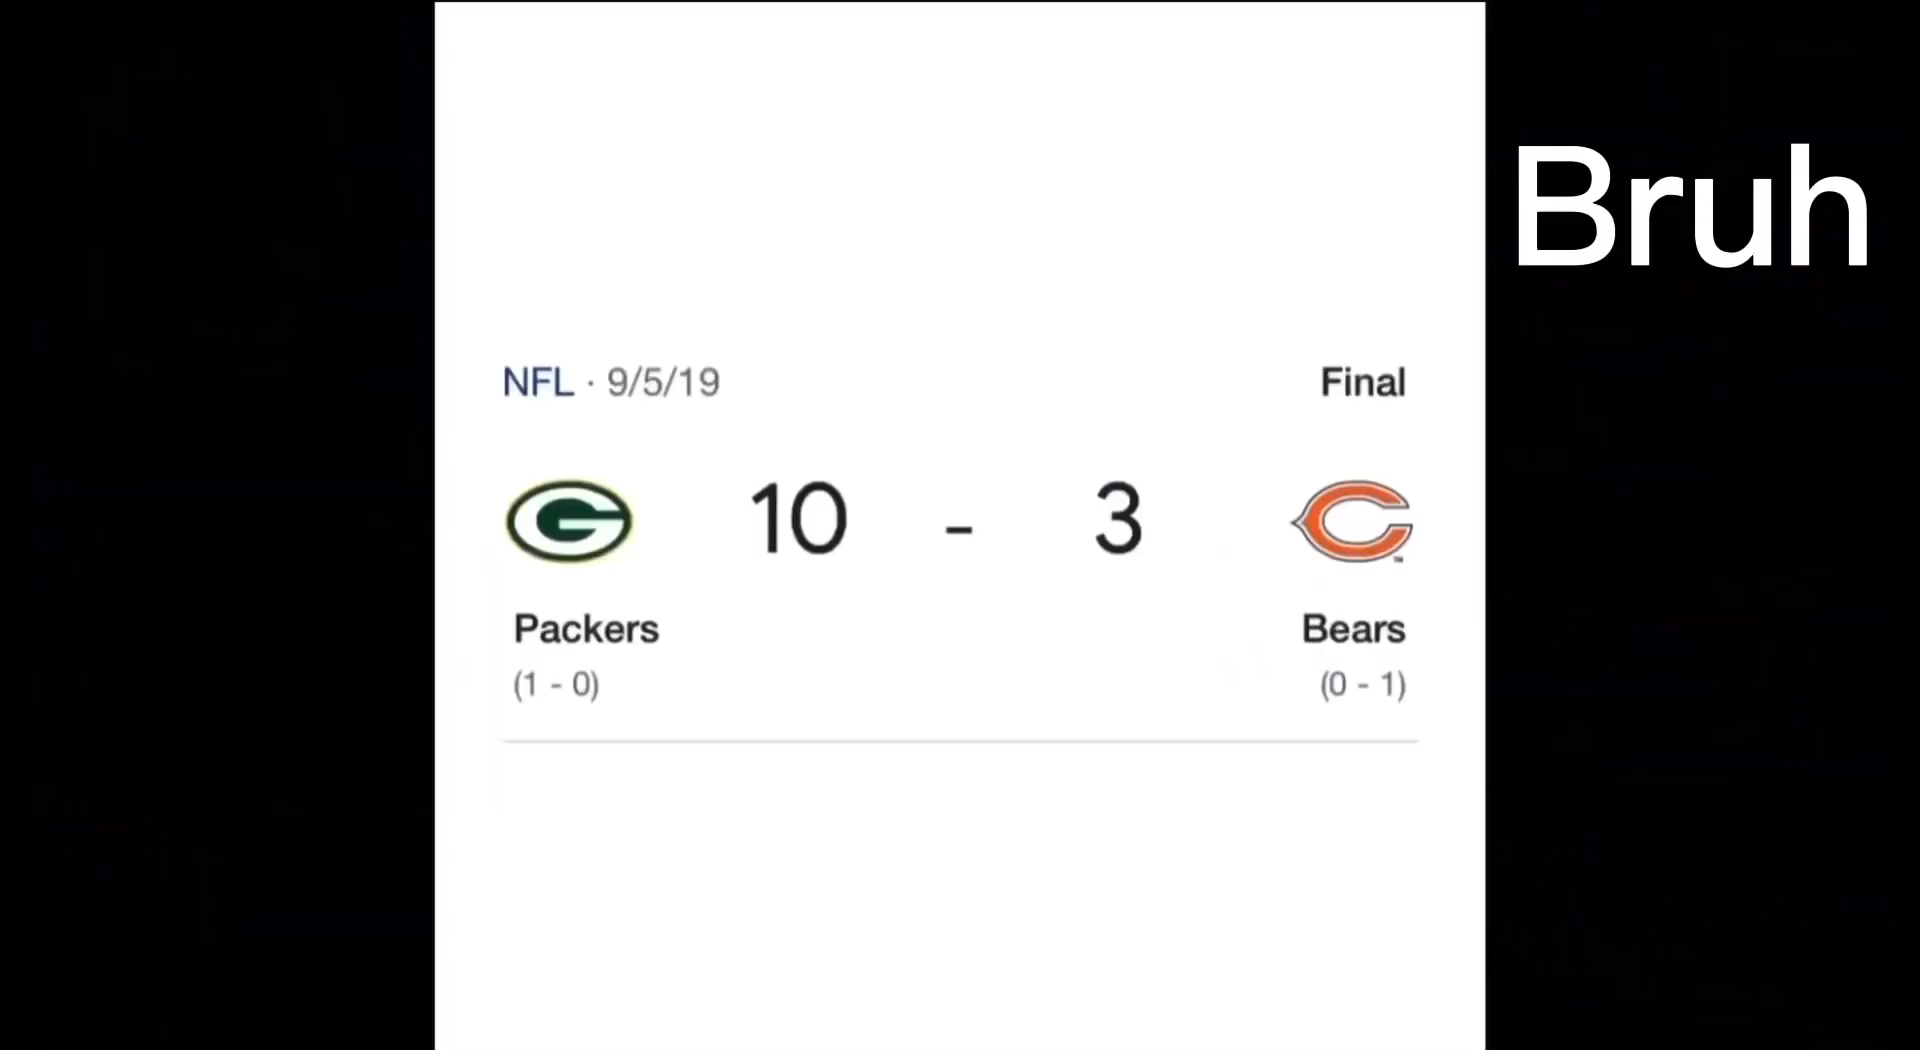 Bruh
NFL · 9/5/19 Final
10 - 3
Packers Bears
(1 - 0) (0 - 1)